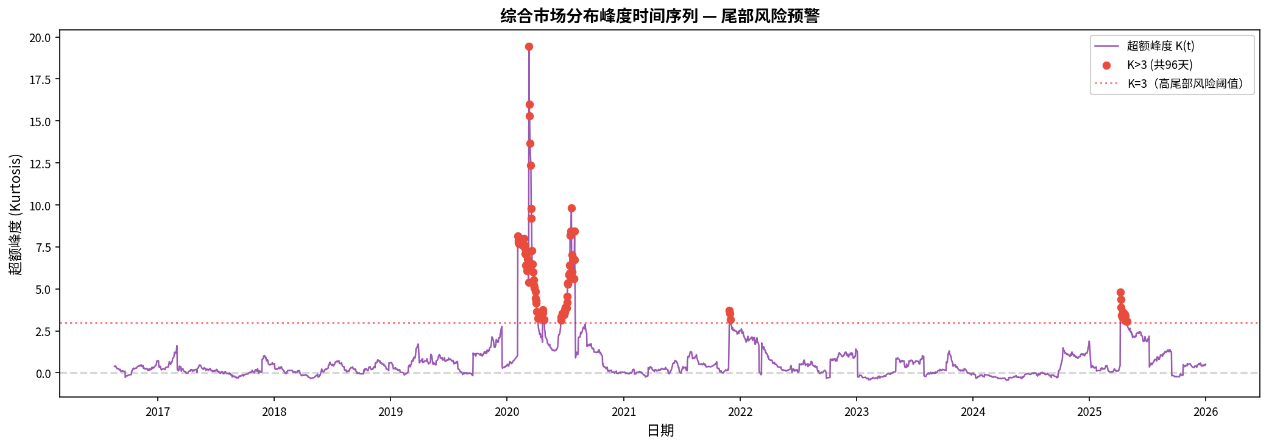 综合市场分布峰度时间序列 — 尾部风险预警
超额峰度 (Kurtosis)
20.0
17.5
15.0
12.5
10.0
7.5
5.0
2.5
0.0
超额峰度 K(t)
K>3 (共96天)
K=3（高尾部风险阈值）
2017 2018 2019 2020 2021 2022 2023 2024 2025 2026
日期